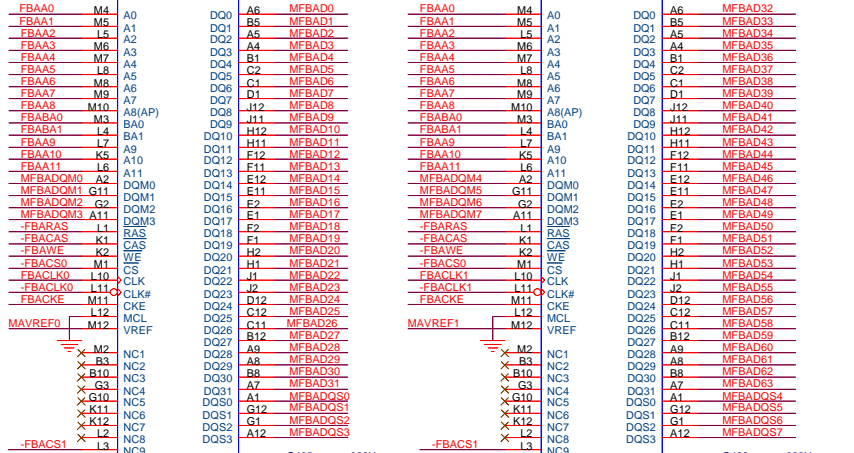 FBAA0 M4 A0 DQ0 A6 MFBAD0 FBAA0 M4 A0 DQ0 A6 MFBAD32
FBAA1 M5 A1 DQ1 B5 MFBAD1 FBAA1 M5 A1 DQ1 B5 MFBAD33
FBAA2 L5 A2 DQ2 A5 MFBAD2 FBAA2 L5 A2 DQ2 A5 MFBAD34
FBAA3 M6 A3 DQ3 A4 MFBAD3 FBAA3 M6 A3 DQ3 A4 MFBAD35
FBAA4 M7 A4 DQ4 B1 MFBAD4 FBAA4 M7 A4 DQ4 B1 MFBAD36
FBAA5 L8 A5 DQ5 C2 MFBAD5 FBAA5 L8 A5 DQ5 C2 MFBAD37
FBAA6 M8 A6 DQ6 C1 MFBAD6 FBAA6 M8 A6 DQ6 C1 MFBAD38
FBAA7 M9 A7 DQ7 D1 MFBAD7 FBAA7 M9 A7 DQ7 D1 MFBAD39
FBAA8 M10 A8(AP) DQ8 J12 MFBAD8 FBAA8 M10 A8(AP) DQ8 J12 MFBAD40
FBABA0 M3 BA0 DQ9 J11 MFBAD9 FBABA0 M3 BA0 DQ9 J11 MFBAD41
FBABA1 L4 BA1 DQ10 H12 MFBAD10 FBABA1 L4 BA1 DQ10 H12 MFBAD42
FBAA9 L7 A9 DQ11 H11 MFBAD11 FBAA9 L7 A9 DQ11 H11 MFBAD43
FBAA10 K5 A10 DQ12 F12 MFBAD12 FBAA10 K5 A10 DQ12 F12 MFBAD44
FBAA11 L6 A11 DQ13 F11 MFBAD13 FBAA11 L6 A11 DQ13 F11 MFBAD45
MFBADQM0 A2 DQM0 DQ14 E12 MFBAD14 MFBADQM4 A2 DQM0 DQ14 E12 MFBAD46
MFBADQM1 G11 DQM1 DQ15 E11 MFBAD15 MFBADQM5 G11 DQM1 DQ15 E11 MFBAD47
MFBADQM2 G2 DQM2 DQ16 E2 MFBAD16 MFBADQM6 G2 DQM2 DQ16 E2 MFBAD48
MFBADQM3 A11 DQM3 DQ17 E1 MFBAD17 MFBADQM7 A11 DQM3 DQ17 E1 MFBAD49
-FBARAS L1 RAS DQ18 F2 MFBAD18 -FBARAS L1 RAS DQ18 F2 MFBAD50
-FBACAS K1 CAS DQ19 F1 MFBAD19 -FBACAS K1 CAS DQ19 F1 MFBAD51
-FBAWE K2 WE DQ20 H2 MFBAD20 -FBAWE K2 WE DQ20 H2 MFBAD52
-FBACS0 M1 CS DQ21 H1 MFBAD21 -FBACS0 M1 CS DQ21 H1 MFBAD53
FBACLK0 L10 CLK DQ22 J1 MFBAD22 FBACLK1 L10 CLK DQ22 J1 MFBAD54
-FBACLK0 L11 CLK# DQ23 J2 MFBAD23 -FBACLK1 L11 CLK# DQ23 J2 MFBAD55
FBACKE M11 CKE DQ24 D12 MFBAD24 FBACKE M11 CKE DQ24 D12 MFBAD56
L12 MCL DQ25 C12 MFBAD25 L12 MCL DQ25 C12 MFBAD57
MAVREF0 M12 VREF DQ26 C11 MFBAD26 MAVREF1 M12 VREF DQ26 C11 MFBAD58
DQ27 B12 MFBAD27 DQ27 B12 MFBAD59
M2 NC1 DQ28 A9 MFBAD28 M2 NC1 DQ28 A9 MFBAD60
B3 NC2 DQ29 A8 MFBAD29 B3 NC2 DQ29 A8 MFBAD61
B10 NC3 DQ30 B8 MFBAD30 B10 NC3 DQ30 B8 MFBAD62
G3 NC4 DQ31 A7 MFBAD31 G3 NC4 DQ31 A7 MFBAD63
G10 NC5 DQS0 A1 MFBADQS0 G10 NC5 DQS0 A1 MFBADQS4
K11 NC6 DQS1 G12 MFBADQS1 K11 NC6 DQS1 G12 MFBADQS5
K12 NC7 DQS2 G1 MFBADQS2 K12 NC7 DQS2 G1 MFBADQS6
L2 NC8 DQS3 A12 MFBADQS3 L2 NC8 DQS3 A12 MFBADQS7
-FBACS1 L3 NC9 -FBACS1 L3 NC9